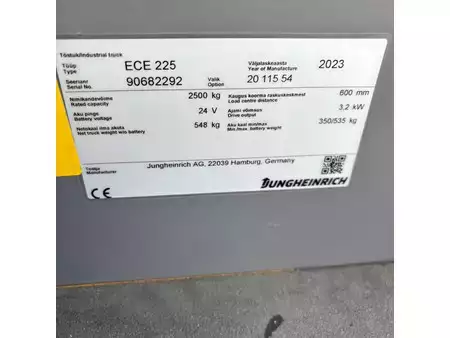 Tõstuk/Industrial truck
Tüüp
Type
ECE 225
Väljalaskeaasta
Year of Manufacture
2023
Seerianr
Serial No.
90682292
Valik
Option
20 115 54
Nimikandevõime
Rated capacity
2500 kg
Kaugus koorma raskuskeskmest
Load centre distance
600 mm
Aku pinge
Battery voltage
24 V
Ajami võimsus
Drive output
3,2 kW
Netokaal ilma akuta
Net truck weight w/o battery
548 kg
Aku kaal min/max
Min./max. battery weight
350/535 kg
Tootja
Manufacturer
Jungheinrich AG, 22039 Hamburg, Germany
CE
JUNGHEINRICH